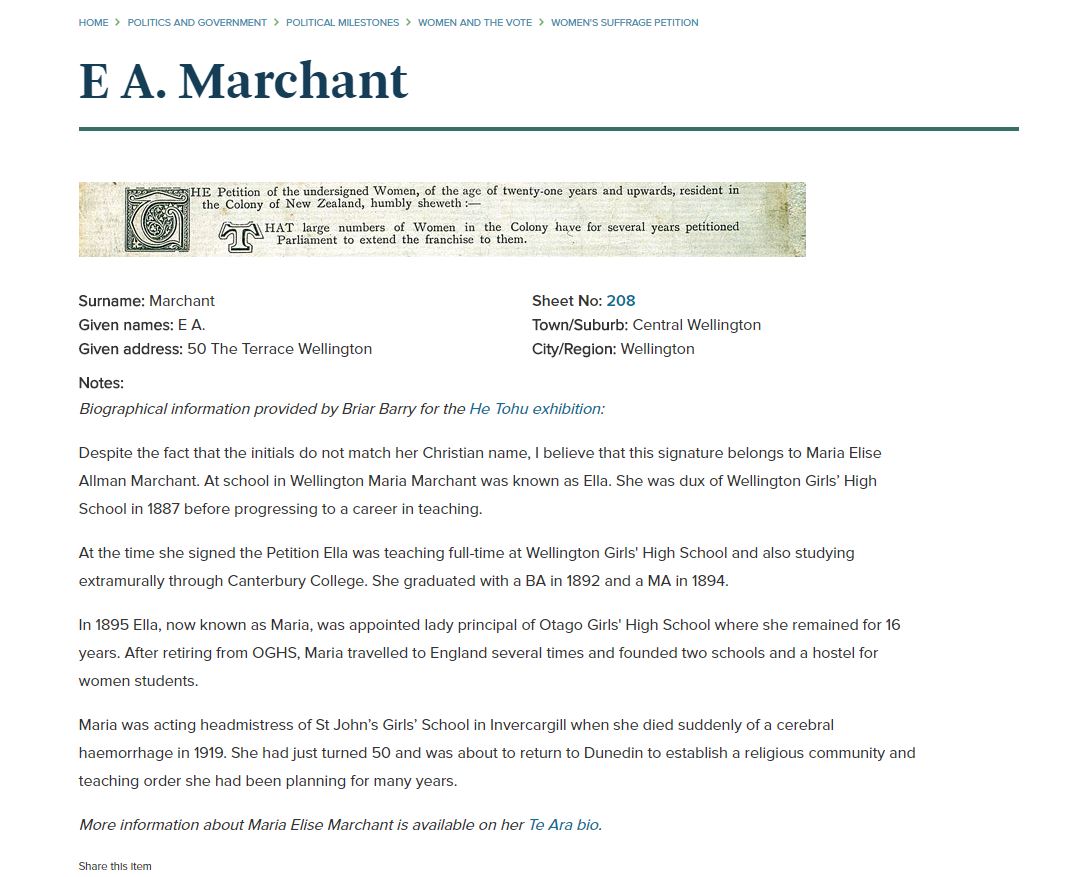 HOME > POLITICS AND GOVERNMENT > POLITICAL MILESTONES > WOMEN AND THE VOTE > WOMEN'S SUFFRAGE PETITION
E A. Marchant
THE Petition of the undersigned Women, of the age of twenty-one years and upwards, resident in
the Colony of New Zealand, humbly sheweth :—
THAT large numbers of Women in the Colony have for several years petitioned
Parliament to extend the franchise to them.
Surname: Marchant
Given names: E A.
Given address: 50 The Terrace Wellington
Sheet No: 208
Town/Suburb: Central Wellington
City/Region: Wellington
Notes:
Biographical information provided by Briar Barry for the He Tohu exhibition:
Despite the fact that the initials do not match her Christian name, I believe that this signature belongs to Maria Elise
Allman Marchant. At school in Wellington Maria Marchant was known as Ella. She was dux of Wellington Girls’ High
School in 1887 before progressing to a career in teaching.
At the time she signed the Petition Ella was teaching full-time at Wellington Girls' High School and also studying
extramurally through Canterbury College. She graduated with a BA in 1892 and a MA in 1894.
In 1895 Ella, now known as Maria, was appointed lady principal of Otago Girls' High School where she remained for 16
years. After retiring from OGHS, Maria travelled to England several times and founded two schools and a hostel for
women students.
Maria was acting headmistress of St John’s Girls’ School in Invercargill when she died suddenly of a cerebral
haemorrhage in 1919. She had just turned 50 and was about to return to Dunedin to establish a religious community and
teaching order she had been planning for many years.
More information about Maria Elise Marchant is available on her Te Ara bio.
Share this item